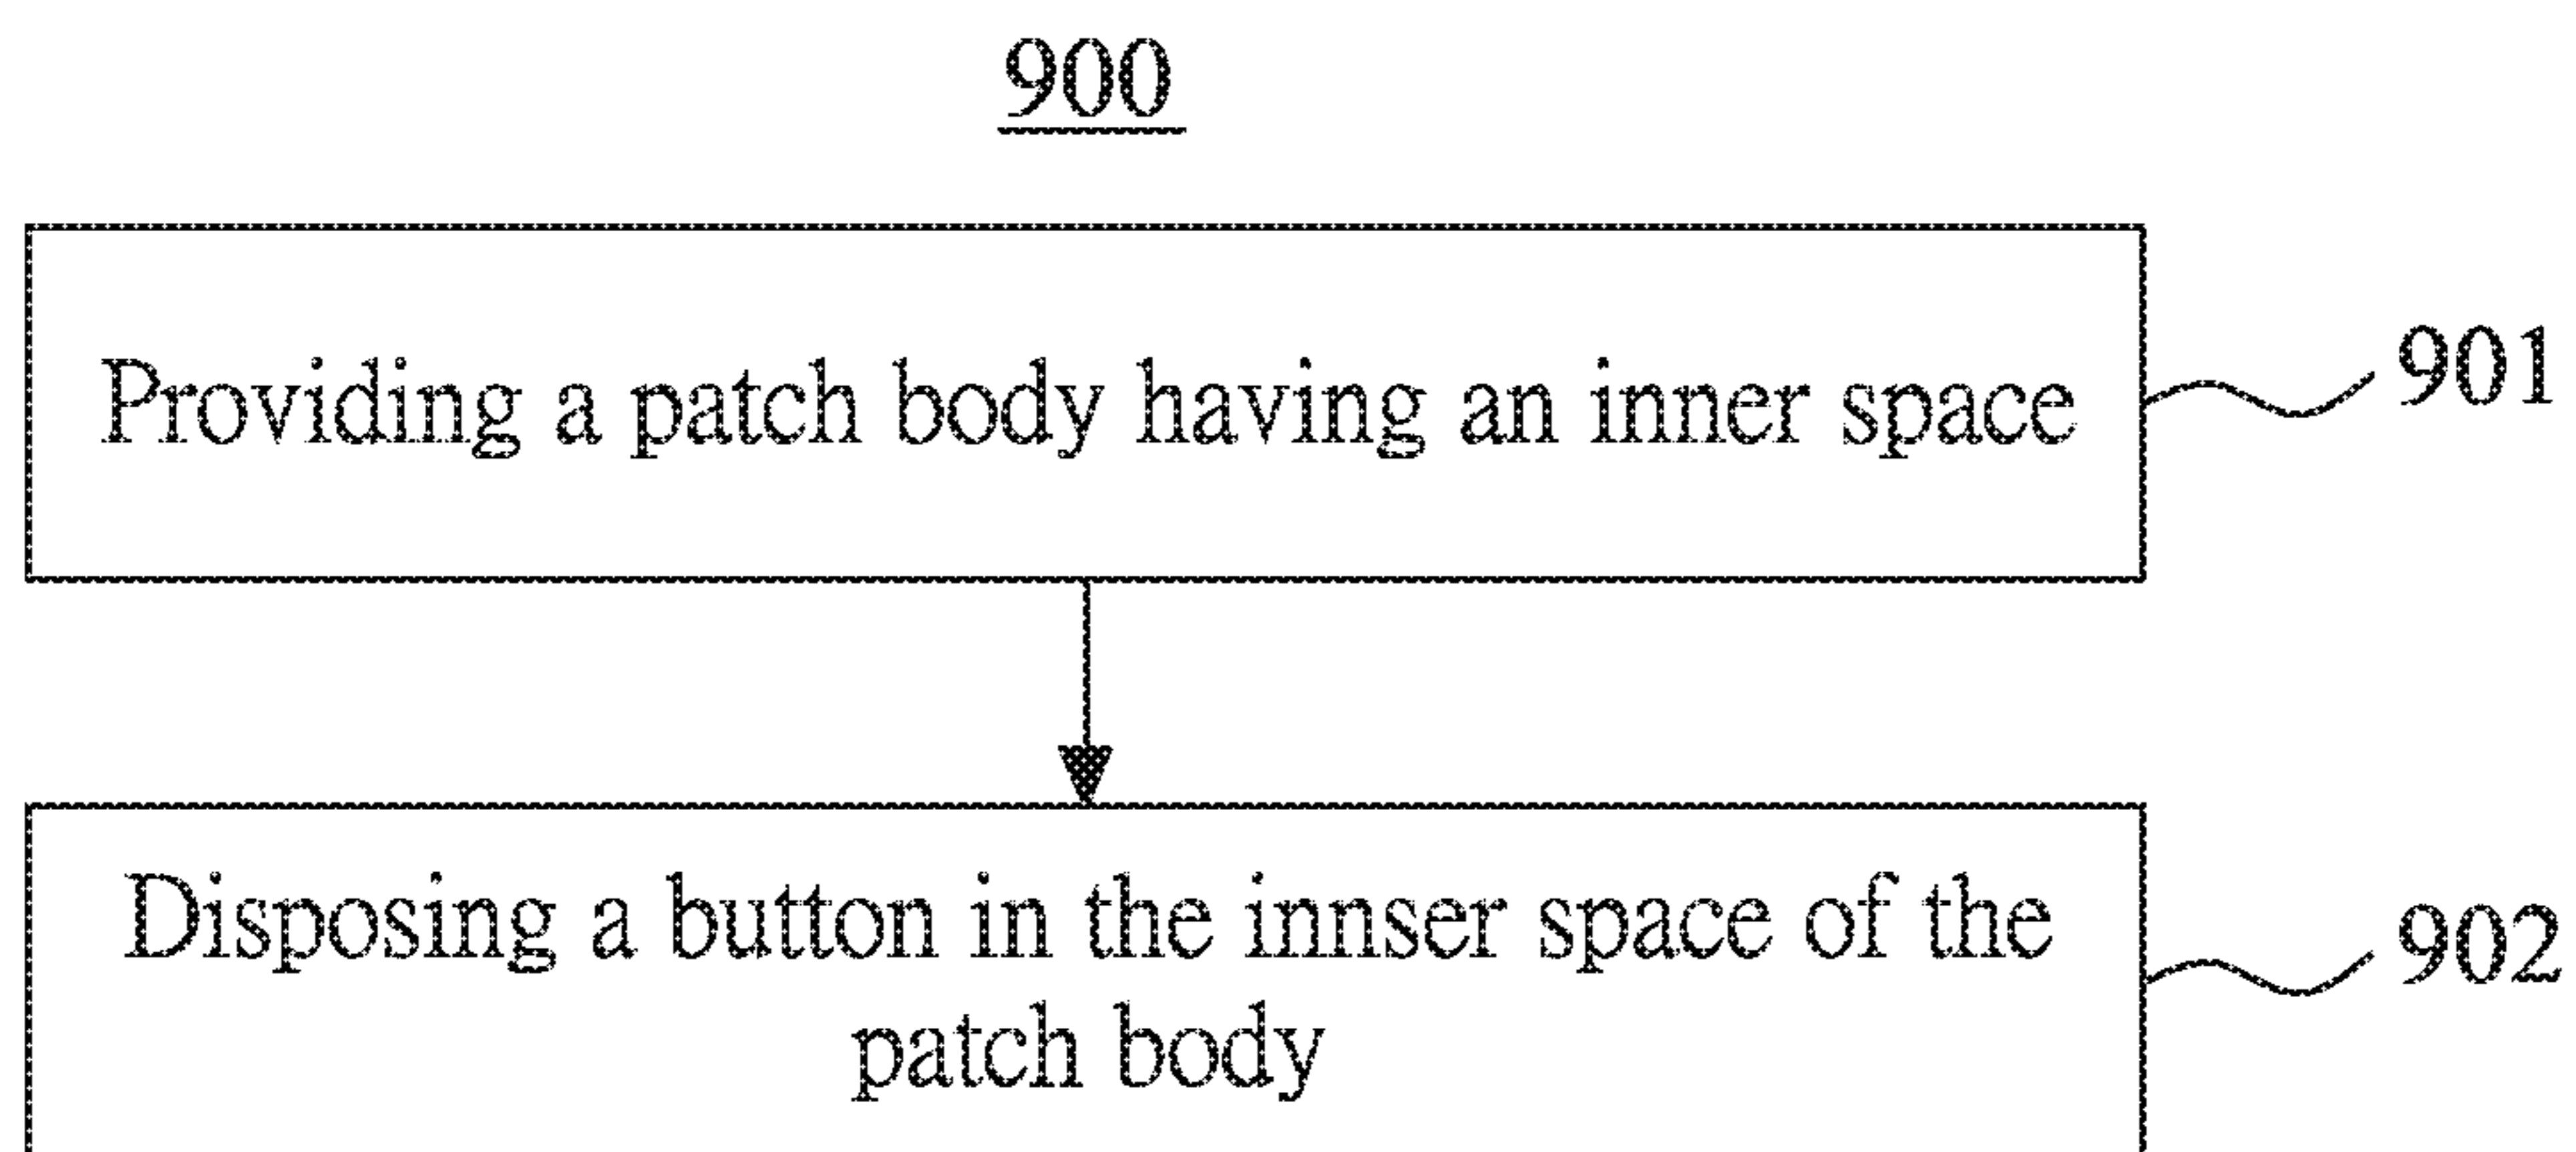 900
Providing a patch body having an inner space
901
Disposing a button in the innser space of the
patch body
902